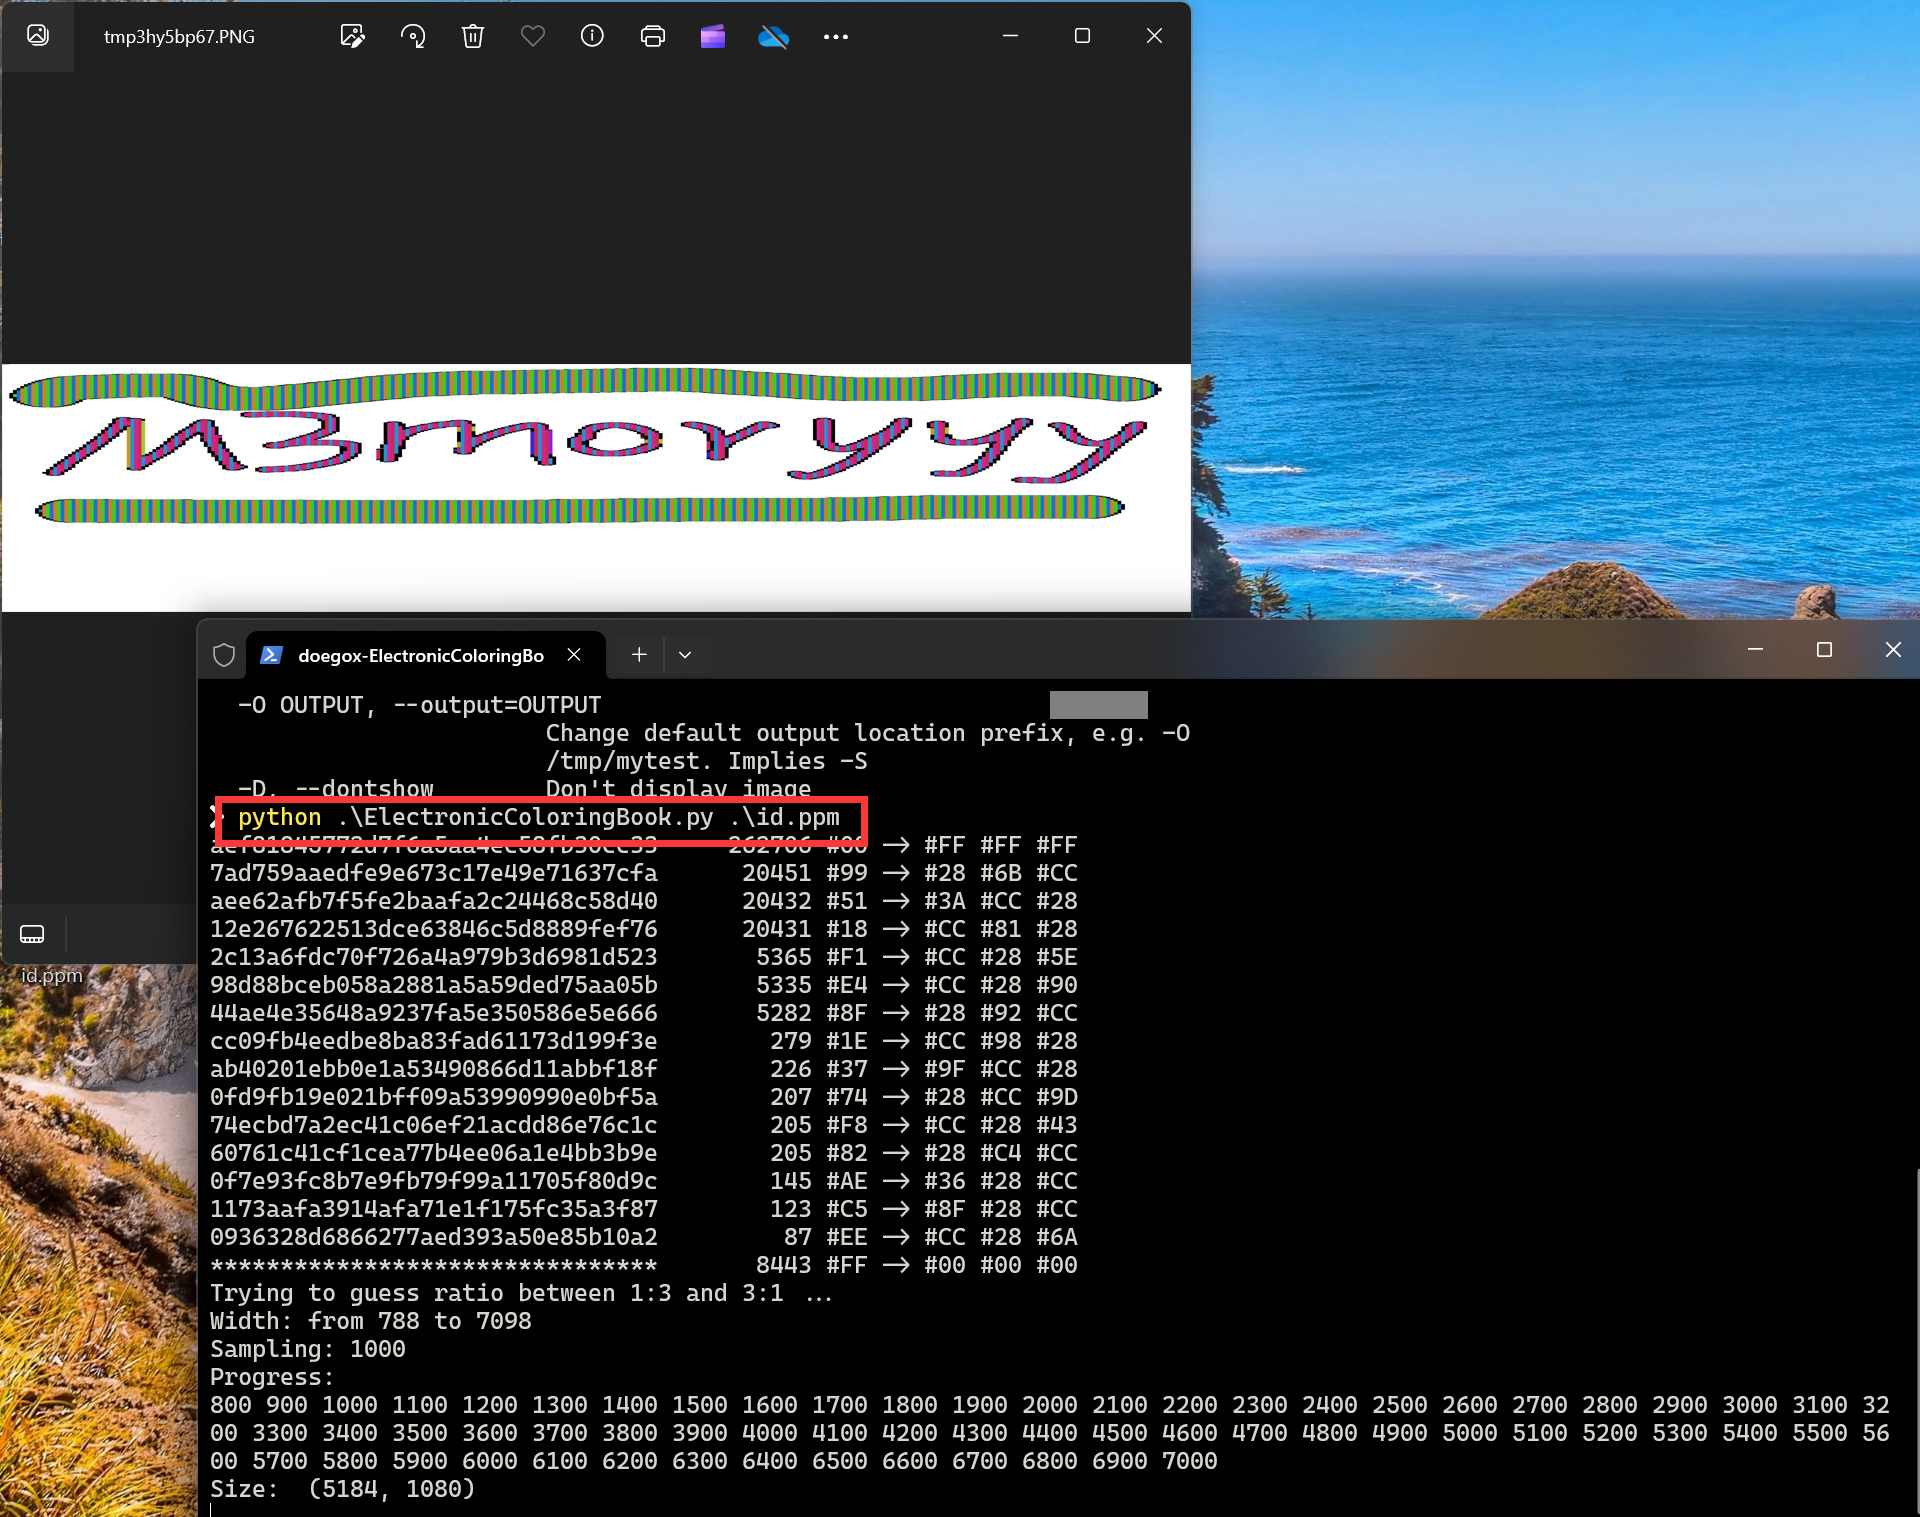 tmp3hy5bp67.PNG
M3moryyy
doegox-ElectronicColoringBo
-O OUTPUT, --output=OUTPUT
Change default output location prefix, e.g. -O
/tmp/mytest. Implies -S
-D, --dontshow Don't display image
python .\ElectronicColoringBook.py .\id.ppm
aef81845772d7f6a5aa4ec58fb30cc33 262706 #00 --> #FF #FF #FF
7ad759aaedfe9e673c17e49e71637cfa 20451 #99 --> #28 #6B #CC
aee62afb7f5fe2baafa2c24468c58d40 20432 #51 --> #3A #CC #28
12e267622513dce63846c5d8889fef76 20431 #18 --> #CC #81 #28
2c13a6fdc70f726a4a979b3d6981d523 5365 #F1 --> #CC #28 #5E
98d88bceb058a2881a5a59ded75aa05b 5335 #E4 --> #CC #28 #90
44ae4e35648a9237fa5e350586e5e666 5282 #8F --> #28 #92 #CC
cc09fb4eedbe8ba83fad61173d199f3e 279 #1E --> #CC #98 #28
ab40201ebb0e1a53490866d11abbf18f 226 #37 --> #9F #CC #28
0fd9fb19e021bff09a53990990e0bf5a 207 #74 --> #28 #CC #9D
74ecbd7a2ec41c06ef21acdd86e76c1c 205 #F8 --> #CC #28 #43
60761c41cf1cea77b4ee06a1e4bb3b9e 205 #82 --> #28 #C4 #CC
0f7e93fc8b7e9fb79f99a11705f80d9c 145 #AE --> #36 #28 #CC
1173aafa3914afa71e1f175fc35a3f87 123 #C5 --> #8F #28 #CC
0936328d6866277aed393a50e85b10a2 87 #EE --> #CC #28 #6A
******************************** 8443 #FF --> #00 #00 #00
Trying to guess ratio between 1:3 and 3:1 ...
Width: from 788 to 7098
Sampling: 1000
Progress:
800 900 1000 1100 1200 1300 1400 1500 1600 1700 1800 1900 2000 2100 2200 2300 2400 2500 2600 2700 2800 2900 3000 3100 32
00 3300 3400 3500 3600 3700 3800 3900 4000 4100 4200 4300 4400 4500 4600 4700 4800 4900 5000 5100 5200 5300 5400 5500 56
00 5700 5800 5900 6000 6100 6200 6300 6400 6500 6600 6700 6800 6900 7000
Size: (5184, 1080)
id.ppm